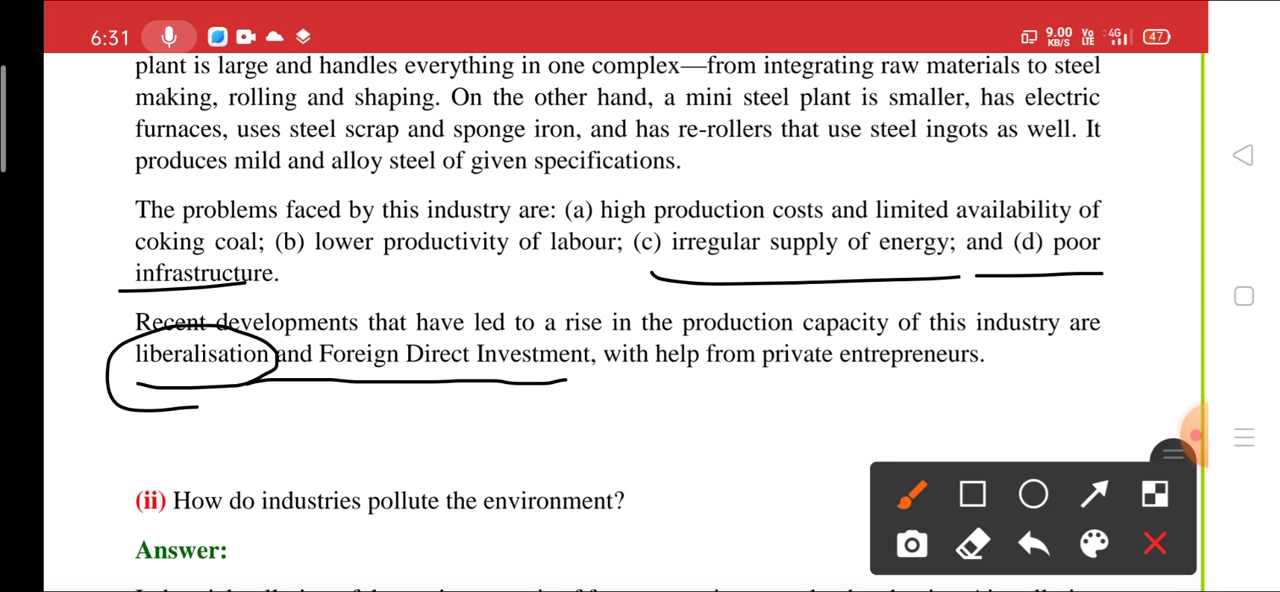 6:31
9.00
KB/S
Vo
LTE
4G
47
plant is large and handles everything in one complex—from integrating raw materials to steel
making, rolling and shaping. On the other hand, a mini steel plant is smaller, has electric
furnaces, uses steel scrap and sponge iron, and has re-rollers that use steel ingots as well. It
produces mild and alloy steel of given specifications.
The problems faced by this industry are: (a) high production costs and limited availability of
coking coal; (b) lower productivity of labour; (c) irregular supply of energy; and (d) poor
infrastructure.
Recent developments that have led to a rise in the production capacity of this industry are
liberalisation and Foreign Direct Investment, with help from private entrepreneurs.
(ii) How do industries pollute the environment?
Answer: